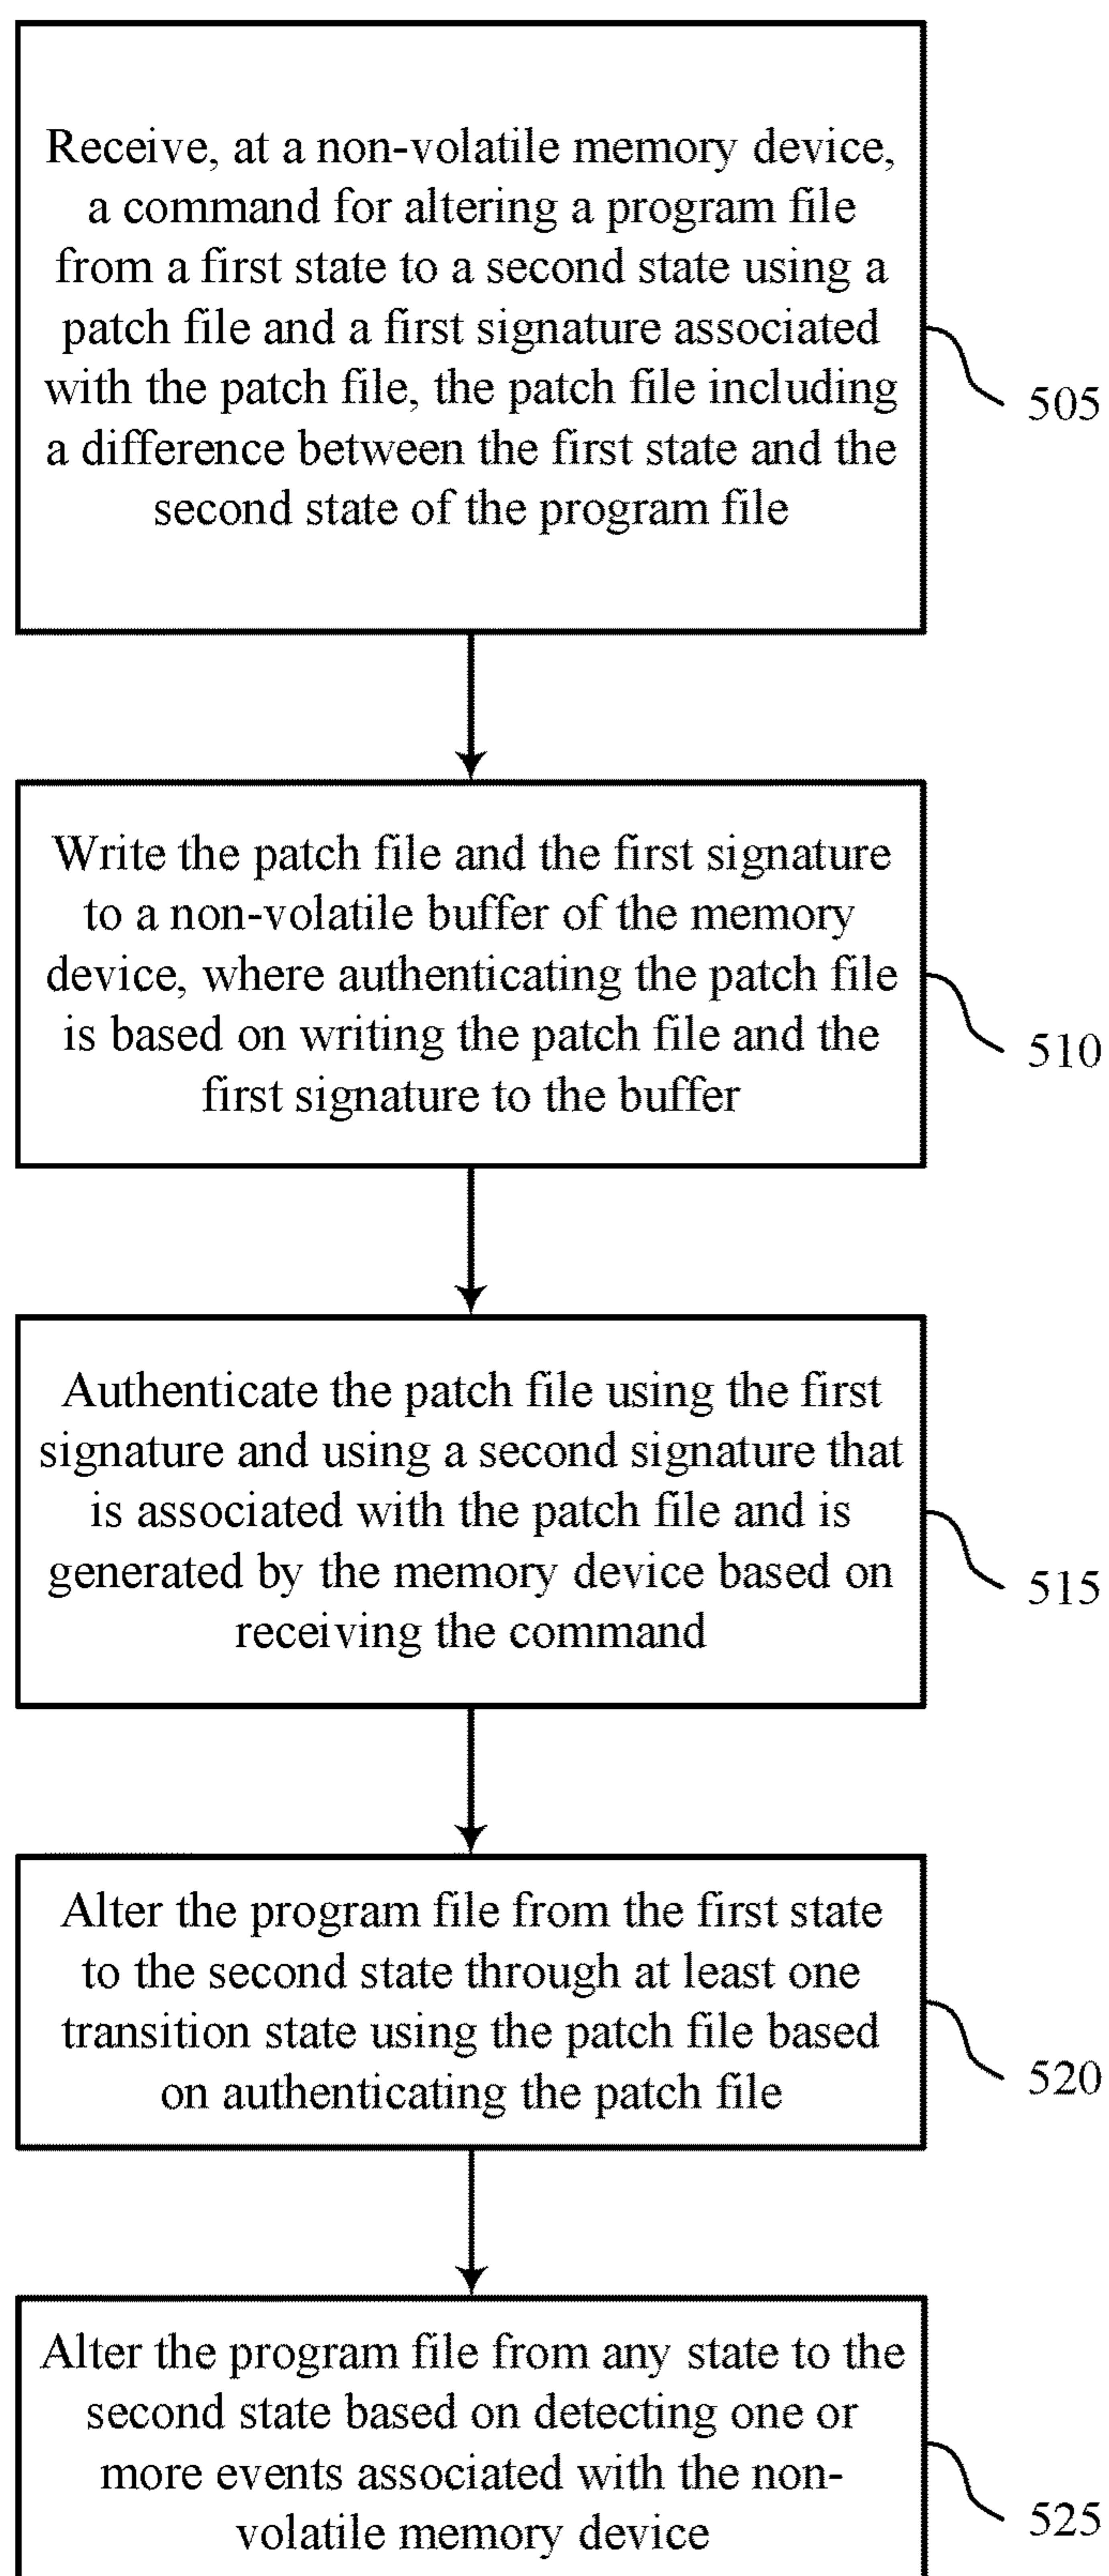 Receive, at a non-volatile memory device,
a command for altering a program file
from a first state to a second state using a
patch file and a first signature associated
with the patch file, the patch file including
a difference between the first state and the
second state of the program file
505
Write the patch file and the first signature
to a non-volatile buffer of the memory
device, where authenticating the patch file
is based on writing the patch file and the
first signature to the buffer
510
Authenticate the patch file using the first
signature and using a second signature that
is associated with the patch file and is
generated by the memory device based on
receiving the command
515
Alter the program file from the first state
to the second state through at least one
transition state using the patch file based
on authenticating the patch file
520
Alter the program file from any state to the
second state based on detecting one or
more events associated with the non-
volatile memory device
525